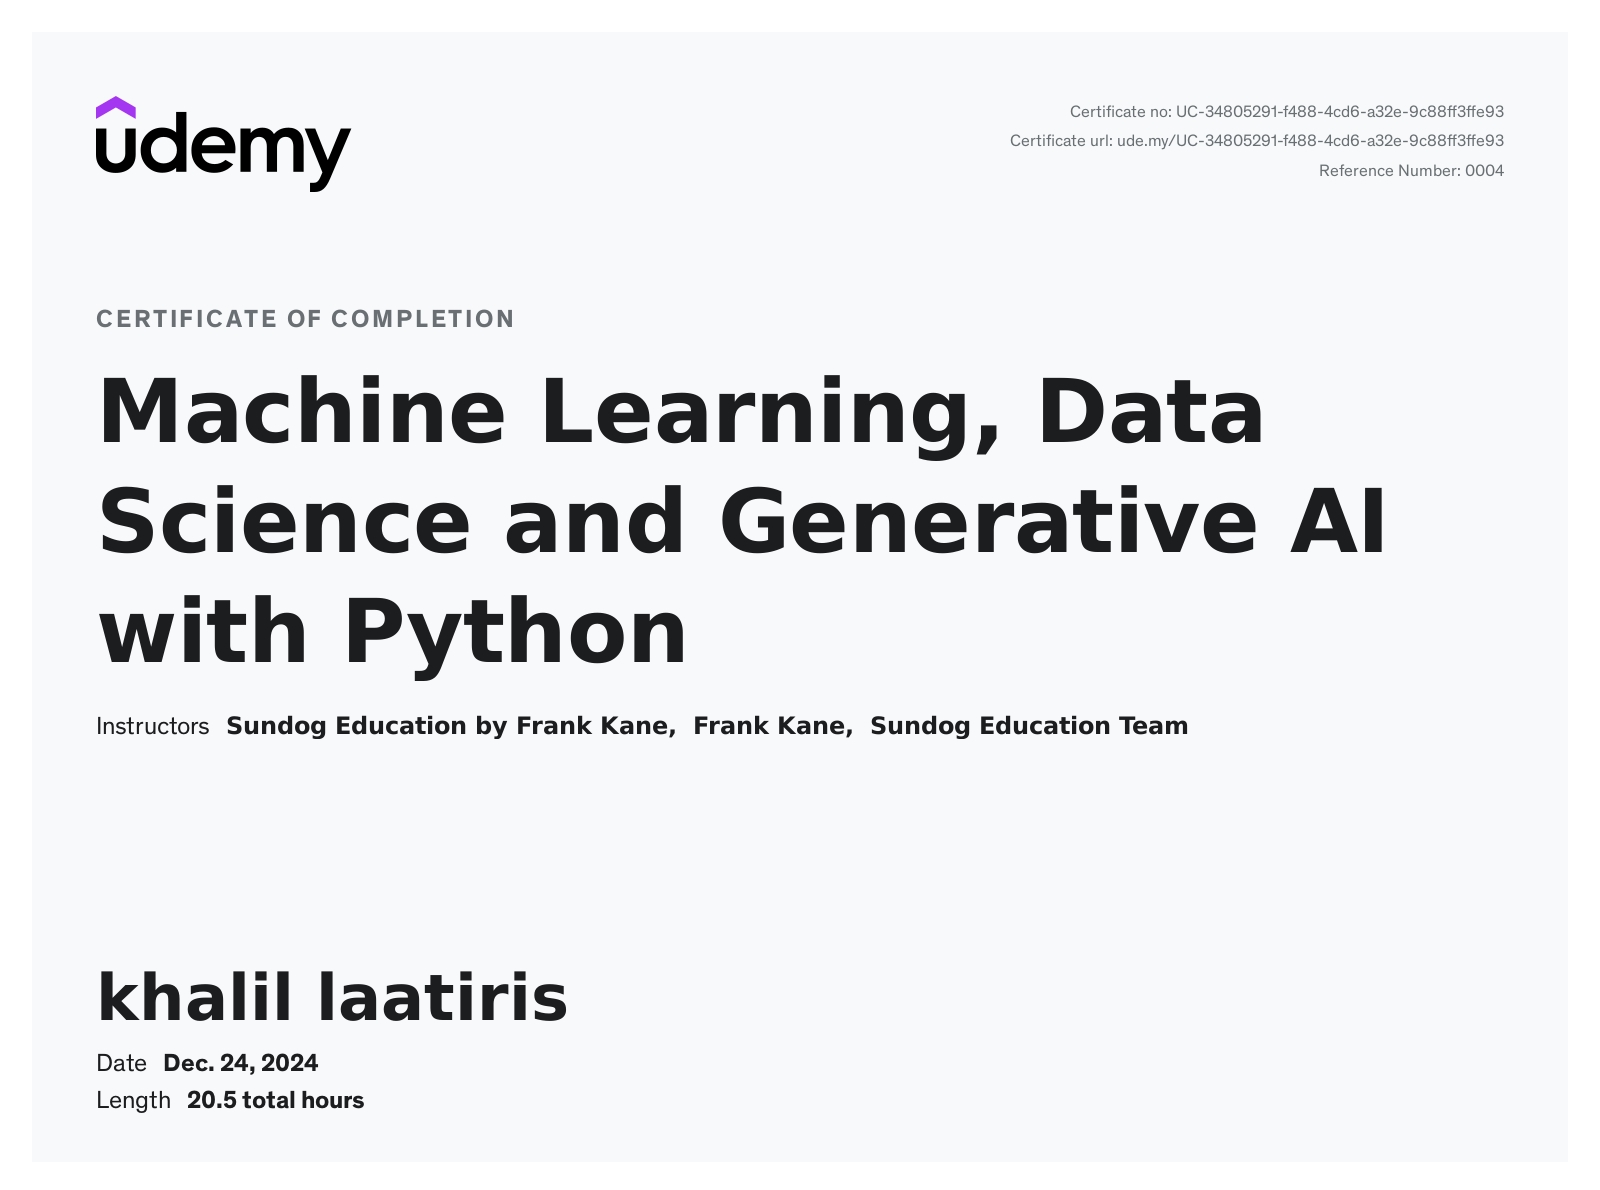 udemy
Certificate no: UC-34805291-f488-4cd6-a32e-9c88ff3ffe93
Certificate url: ude.my/UC-34805291-f488-4cd6-a32e-9c88ff3ffe93
Reference Number: 0004
CERTIFICATE OF COMPLETION
Machine Learning, Data
Science and Generative AI
with Python
Instructors Sundog Education by Frank Kane, Frank Kane, Sundog Education Team
khalil laatiris
Date Dec. 24, 2024
Length 20.5 total hours